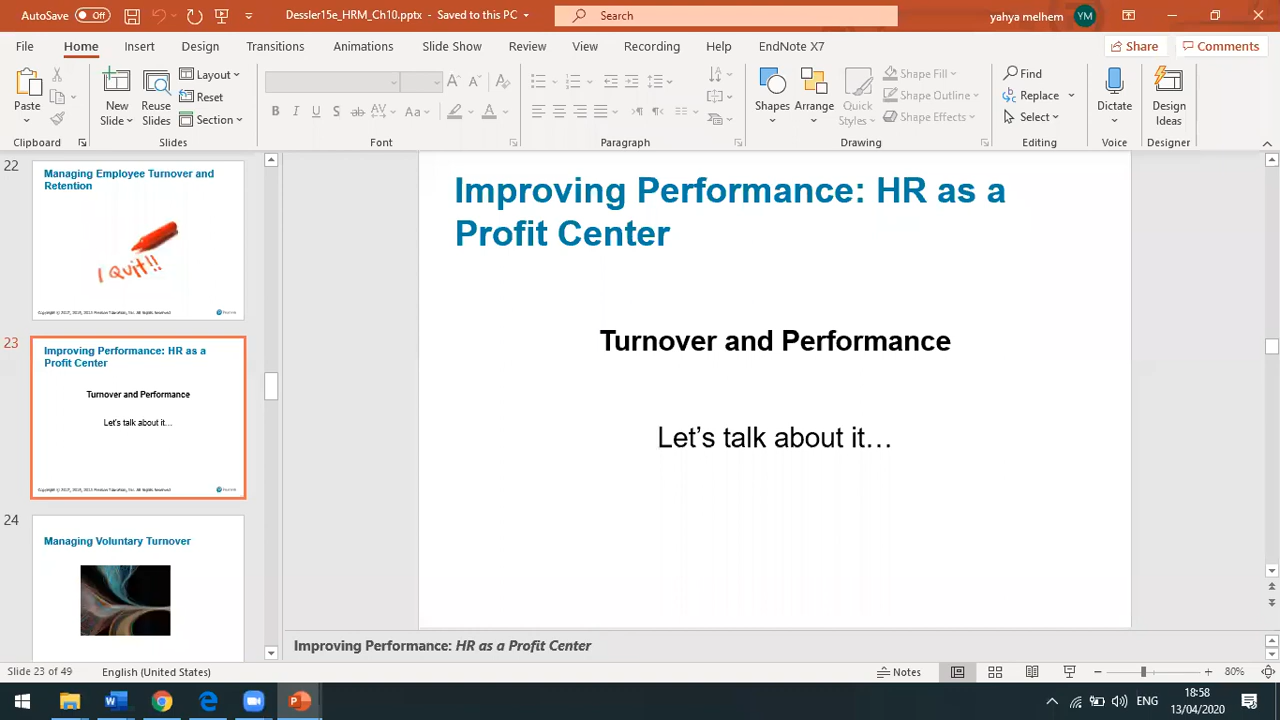 AutoSave Off Dessler15e_HRM_Ch10.pptx - Saved to this PC Search yahya melhem YM
File Home Insert Design Transitions Animations Slide Show Review View Recording Help EndNote X7 Share Comments
Paste New Slide Reuse Slides Layout Reset Section Shapes Arrange Quick Styles Shape Fill Shape Outline Shape Effects Find Replace Select Dictate Design Ideas
Clipboard Slides Font Paragraph Drawing Editing Voice Designer
22
Managing Employee Turnover and
Retention
I Quit!!
23
Improving Performance: HR as a
Profit Center
Turnover and Performance
Let's talk about it…
24
Managing Voluntary Turnover
Improving Performance: HR as a
Profit Center
Turnover and Performance
Let’s talk about it…
Improving Performance: HR as a Profit Center
Slide 23 of 49 English (United States) Notes 80%
ENG 18:58
13/04/2020